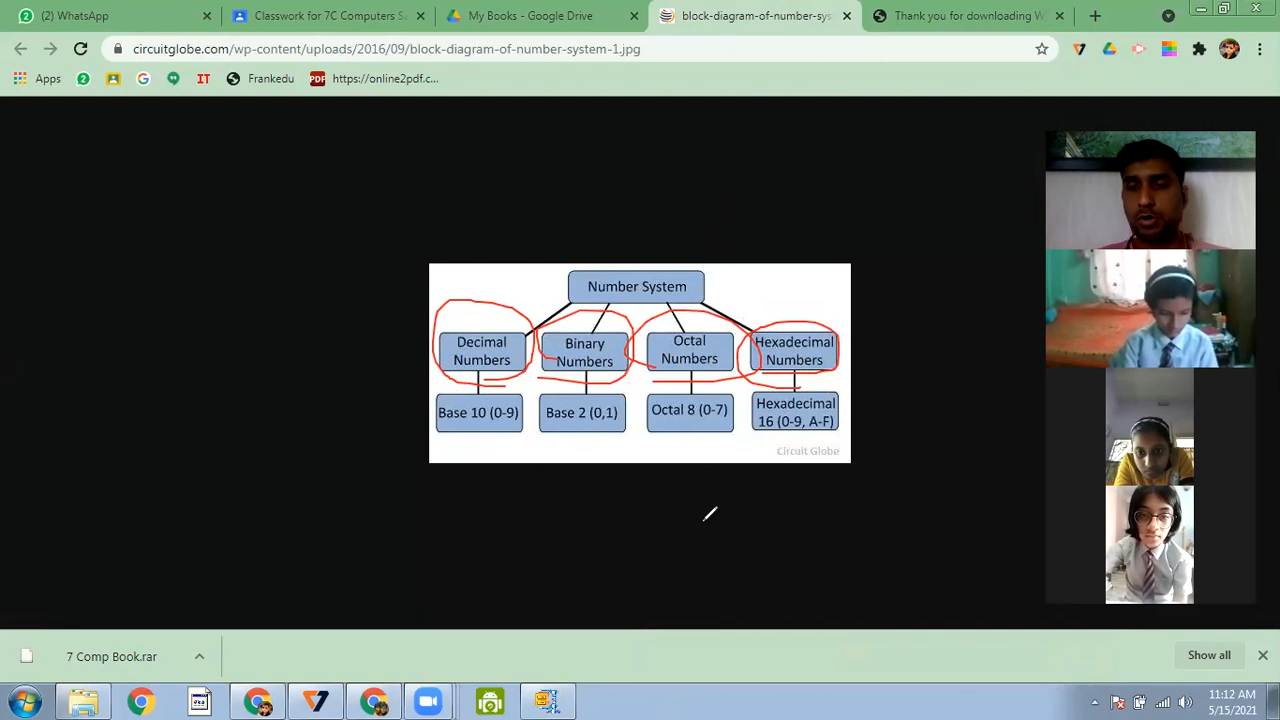 (2) WhatsApp
Classwork for 7C Computers Sa
My Books - Google Drive
block-diagram-of-number-sys
Thank you for downloading W
circuitglobe.com/wp-content/uploads/2016/09/block-diagram-of-number-system-1.jpg
Apps
2
IT
Frankedu
PDF
https://online2pdf.c...
Number System
Decimal
Numbers
Binary
Numbers
Octal
Numbers
Hexadecimal
Numbers
Base 10 (0-9)
Base 2 (0,1)
Octal 8 (0-7)
Hexadecimal
16 (0-9, A-F)
Circuit Globe
7 Comp Book.rar
Show all
11:12 AM
5/15/2021